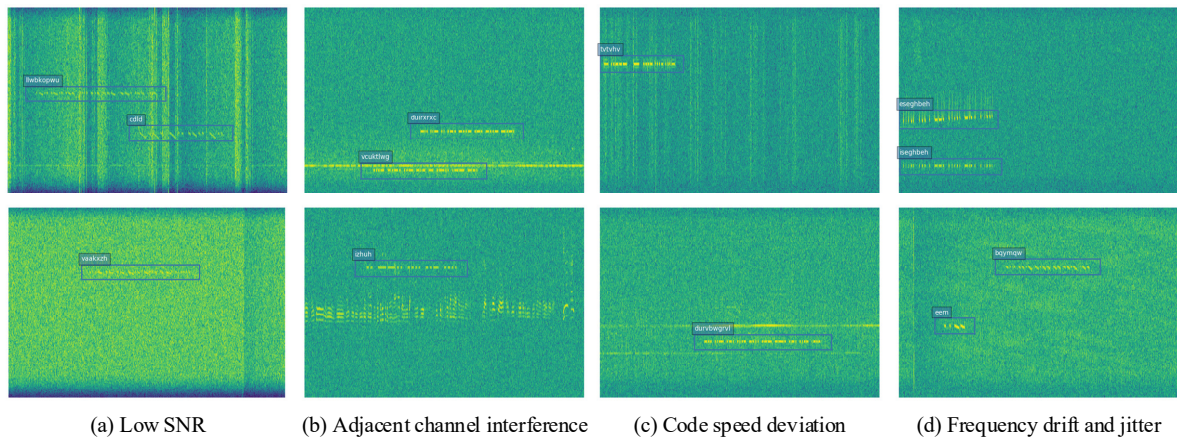 llwbkopwu
cdld
duirxrxc
vcuktlwg
tvtvhv
eseghbeh
iseghbeh
vaakxzh
izhuh
durvbwgrvl
bqymqw
eem
(a) Low SNR (b) Adjacent channel interference (c) Code speed deviation (d) Frequency drift and jitter